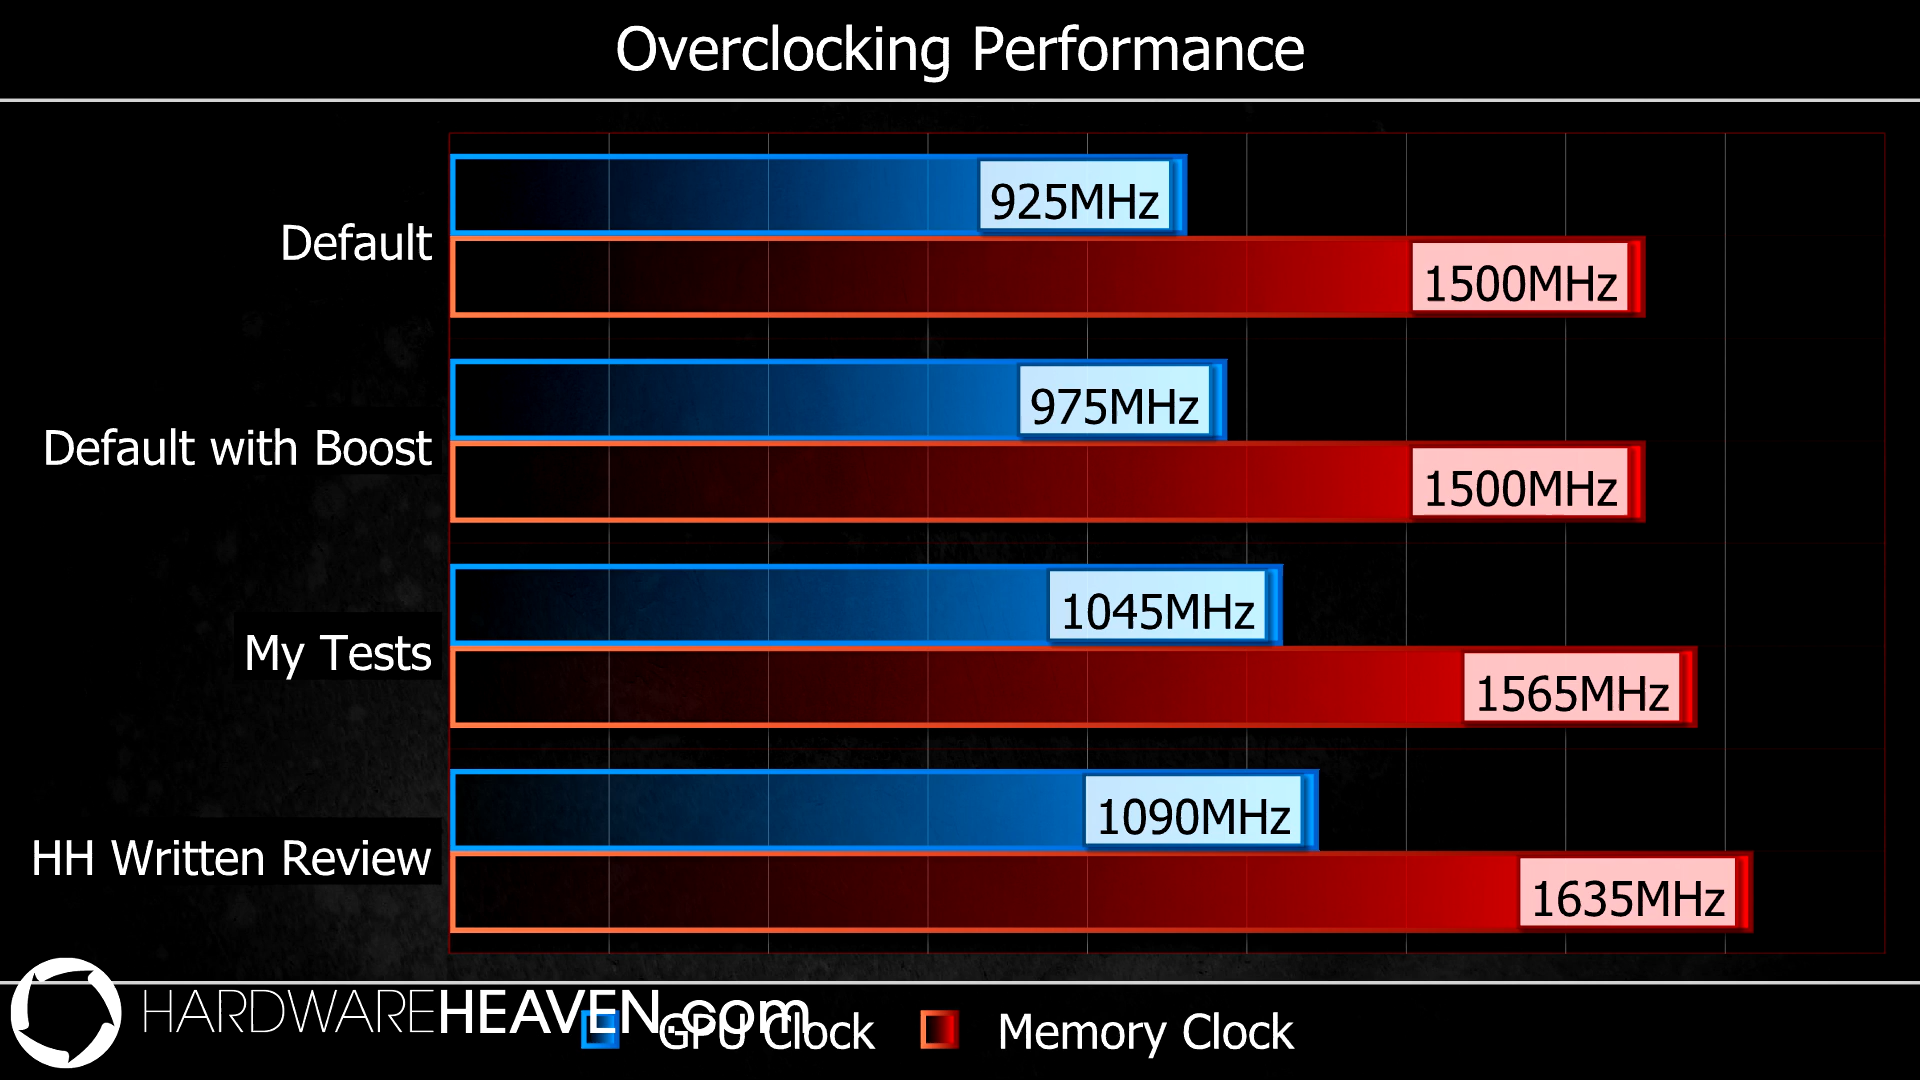 Overclocking Performance
Default
925MHz
1500MHz
Default with Boost
975MHz
1500MHz
My Tests
1045MHz
1565MHz
HH Written Review
1090MHz
1635MHz
HARDWAREHEAVEN.com
GPU Clock
Memory Clock